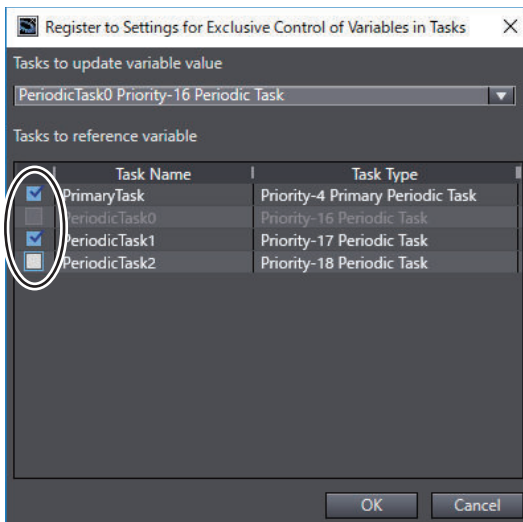 Register to Settings for Exclusive Control of Variables in Tasks
Tasks to update variable value
PeriodicTask0 Priority-16 Periodic Task
Tasks to reference variable
Task Name Task Type
PrimaryTask Priority-4 Primary Periodic Task
PeriodicTask0 Priority-16 Periodic Task
PeriodicTask1 Priority-17 Periodic Task
PeriodicTask2 Priority-18 Periodic Task
OK Cancel